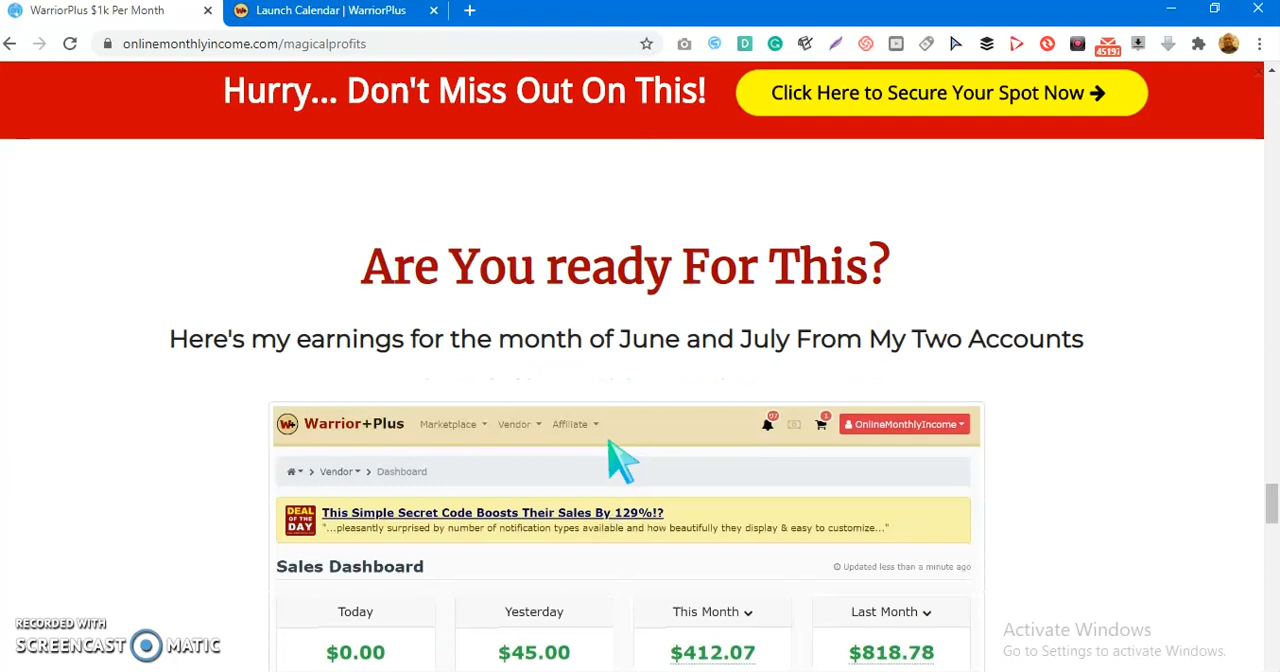 WarriorPlus $1k Per Month
Launch Calendar | WarriorPlus
onlinemonthlyincome.com/magicalprofits
45197
Hurry... Don't Miss Out On This!
Click Here to Secure Your Spot Now
Are You ready For This?
Here's my earnings for the month of June and July From My Two Accounts
W+ Warrior+Plus Marketplace Vendor Affiliate 97 1 OnlineMonthlyIncome
Vendor Dashboard
DEAL OF THE DAY
This Simple Secret Code Boosts Their Sales By 129%!?
"...pleasantly surprised by number of notification types available and how beautifully they display & easy to customize..."
Sales Dashboard
Updated less than a minute ago
Today Yesterday This Month Last Month
$0.00 $45.00 $412.07 $818.78
RECORDED WITH
SCREENCAST MATIC
Activate Windows
Go to Settings to activate Windows.